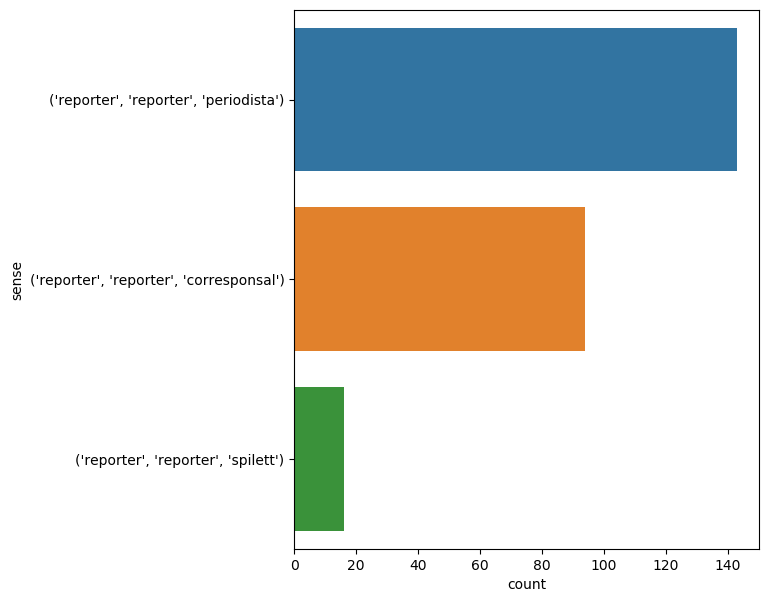 ('reporter', 'reporter', 'periodista')
('reporter', 'reporter', 'corresponsal')
('reporter', 'reporter', 'spilett')
sense
0 20 40 60 80 100 120 140
count